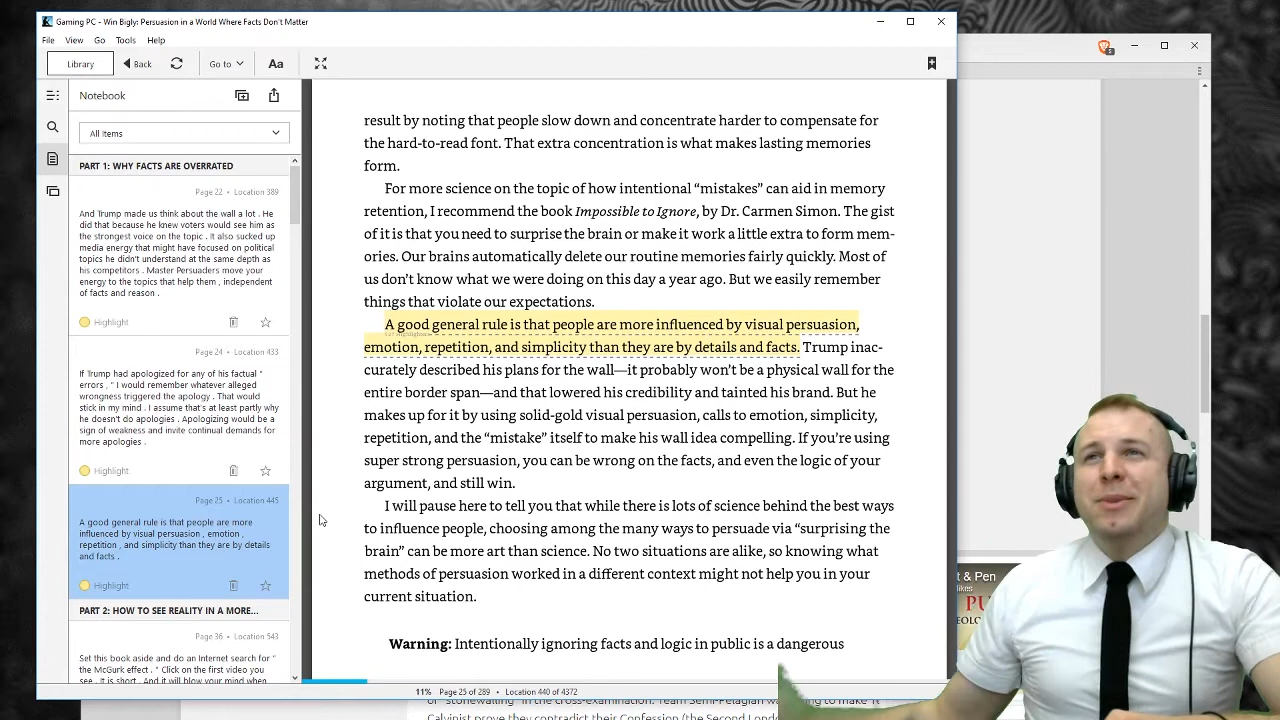 Gaming PC - Win Bigly: Persuasion in a World Where Facts Don't Matter
File View Go Tools Help
Library Back Go to Aa
Notebook
All Items
PART 1: WHY FACTS ARE OVERRATED
Page 22 • Location 389
And Trump made us think about the wall a lot . He
did that because he knew voters would see him as
the strongest voice on the topic . It also sucked up
media energy that might have focused on political
topics he didn't understand at the same depth as
his competitors . Master Persuaders move your
energy to the topics that help them , independent
of facts and reason .
Highlight
Page 24 • Location 433
If Trump had apologized for any of his factual "
errors , " I would remember whatever alleged
wrongness triggered the apology . That would
stick in my mind . I assume that's at least partly why
he doesn't do apologies . Apologizing would be a
sign of weakness and invite continual demands for
more apologies .
Highlight
Page 25 • Location 445
A good general rule is that people are more
influenced by visual persuasion , emotion ,
repetition , and simplicity than they are by details
and facts .
Highlight
PART 2: HOW TO SEE REALITY IN A MORE...
Page 36 • Location 543
Set this book aside and do an Internet search for "
the McGurk effect . " Click on the first video you
see . It is short . And it will blow your mind when
result by noting that people slow down and concentrate harder to compensate for
the hard-to-read font. That extra concentration is what makes lasting memories
form.
For more science on the topic of how intentional “mistakes” can aid in memory
retention, I recommend the book Impossible to Ignore, by Dr. Carmen Simon. The gist
of it is that you need to surprise the brain or make it work a little extra to form mem-
ories. Our brains automatically delete our routine memories fairly quickly. Most of
us don’t know what we were doing on this day a year ago. But we easily remember
things that violate our expectations.
A good general rule is that people are more influenced by visual persuasion,
emotion, repetition, and simplicity than they are by details and facts. Trump inac-
curately described his plans for the wall—it probably won’t be a physical wall for the
entire border span—and that lowered his credibility and tainted his brand. But he
makes up for it by using solid-gold visual persuasion, calls to emotion, simplicity,
repetition, and the “mistake” itself to make his wall idea compelling. If you’re using
super strong persuasion, you can be wrong on the facts, and even the logic of your
argument, and still win.
I will pause here to tell you that while there is lots of science behind the best ways
to influence people, choosing among the many ways to persuade via “surprising the
brain” can be more art than science. No two situations are alike, so knowing what
methods of persuasion worked in a different context might not help you in your
current situation.
Warning: Intentionally ignoring facts and logic in public is a dangerous
11% Page 25 of 289 • Location 440 of 4372
t & Pen
likes
PU
EOLO
or "stonewalling" in the cross-examination. Team Semi-Pelagian
Calvinist prove they contradict their Confession (the Second